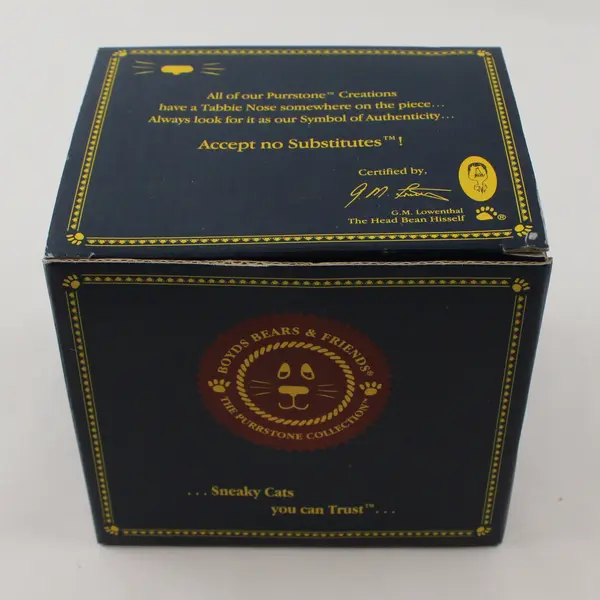 All of our Purrstone™ Creations
have a Tabbie Nose somewhere on the piece...
Always look for it as our Symbol of Authenticity...
Accept no Substitutes™!
Certified by,
G.M. Lowenthal
G.M. Lowenthal
The Head Bean Hisself
®
BOYDS BEARS & FRIENDS®
THE PURRSTONE COLLECTION™
...Sneaky Cats
you can Trust™...